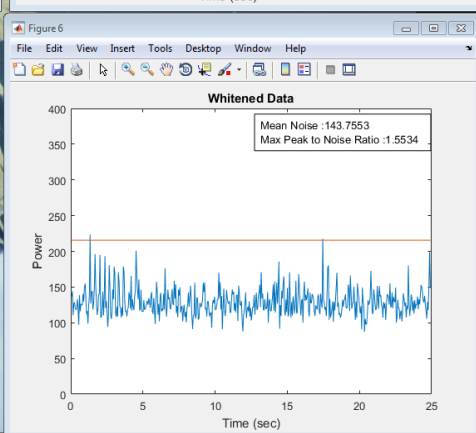 Figure 6
File Edit View Insert Tools Desktop Window Help
Whitened Data
Mean Noise :143.7553
Max Peak to Noise Ratio :1.5534
400
350
300
250
200
150
100
50
0
Power
0 5 10 15 20 25
Time (sec)